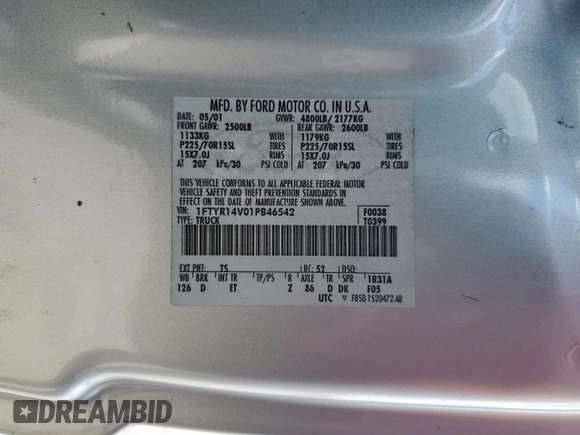 MFD. BY FORD MOTOR CO. IN U.S.A.
DATE: 05/01 GVWR: 4800LB/ 2177KG
FRONT GAWR: 2500LB REAR GAWR: 2600LB
1133KG WITH 1179KG WITH
P225/70R15SL TIRES P225/70R15SL TIRES
15X7.0J RIMS 15X7.0J RIMS
AT 207 kPa/30 PSI COLD AT 207 kPa/30 PSI COLD
THIS VEHICLE CONFORMS TO ALL APPLICABLE FEDERAL MOTOR
VEHICLE SAFETY AND THEFT PREVENTION STANDARDS IN
EFFECT ON THE DATE OF MANUFACTURE SHOWN ABOVE.
VIN: 1FTYR14V01PB46542 F0038
TYPE: TRUCK T0399
EXT PNT: TS RC: 52 DSO:
WB BRK INT TR TP/PS R AXLE TR SPR 1R31A
126 D ET Z 86 D DK F05
UTC V F85B-1520472-AB
DREAMBID